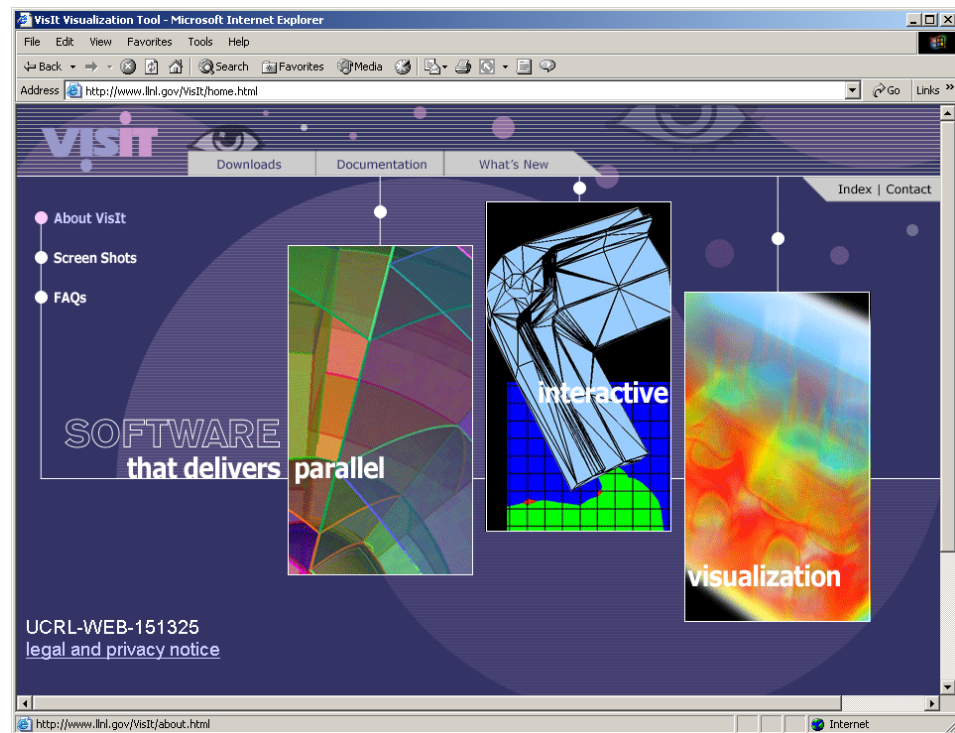 VisIt Visualization Tool - Microsoft Internet Explorer
File Edit View Favorites Tools Help
Back Search Favorites Media
Address http://www.llnl.gov/VisIt/home.html Go Links »
VISIT
Downloads Documentation What's New
Index | Contact
About VisIt
Screen Shots
FAQs
interactive
SOFTWARE
that delivers parallel
visualization
UCRL-WEB-151325
legal and privacy notice
http://www.llnl.gov/VisIt/about.html Internet